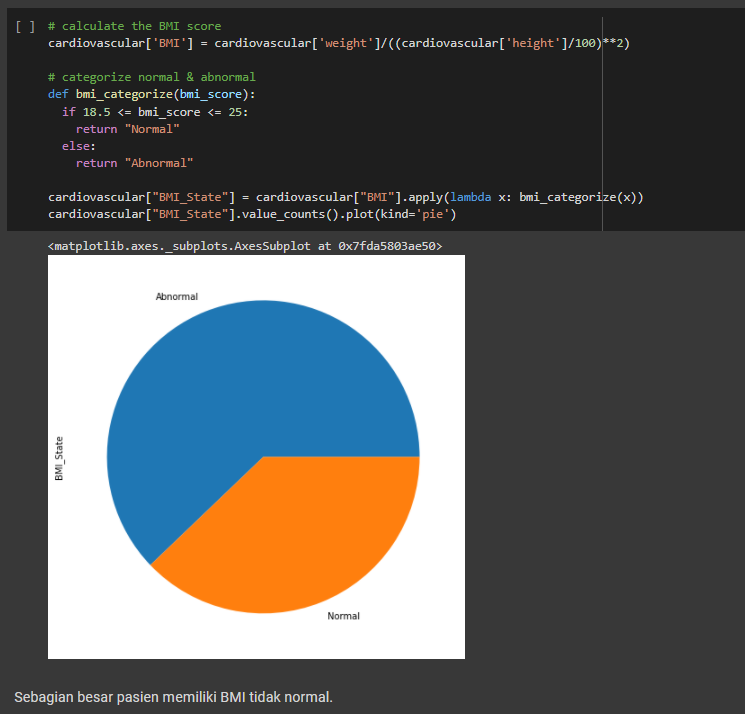 [ ] # calculate the BMI score
cardiovascular['BMI'] = cardiovascular['weight']/((cardiovascular['height']/100)**2)
# categorize normal & abnormal
def bmi_categorize(bmi_score):
if 18.5 <= bmi_score <= 25:
return "Normal"
else:
return "Abnormal"
cardiovascular["BMI_State"] = cardiovascular["BMI"].apply(lambda x: bmi_categorize(x))
cardiovascular["BMI_State"].value_counts().plot(kind='pie')
<matplotlib.axes._subplots.AxesSubplot at 0x7fda5803ae50>
Abnormal
BMI_State
Normal
Sebagian besar pasien memiliki BMI tidak normal.